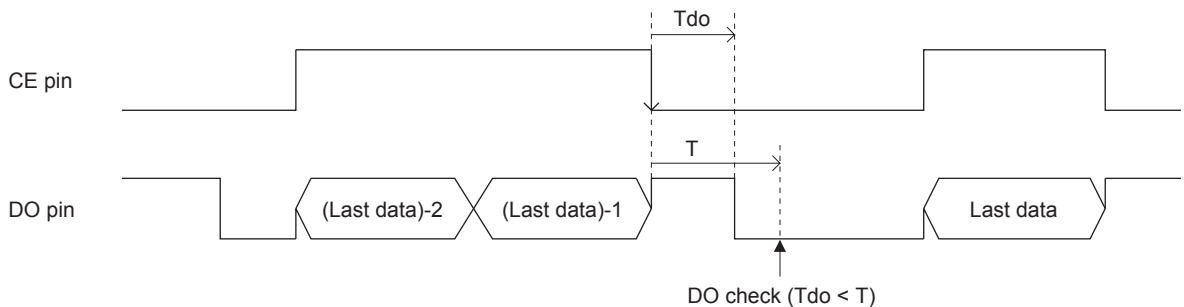 Tdo
CE pin
T
DO pin
(Last data)-2
(Last data)-1
Last data
DO check (Tdo < T)